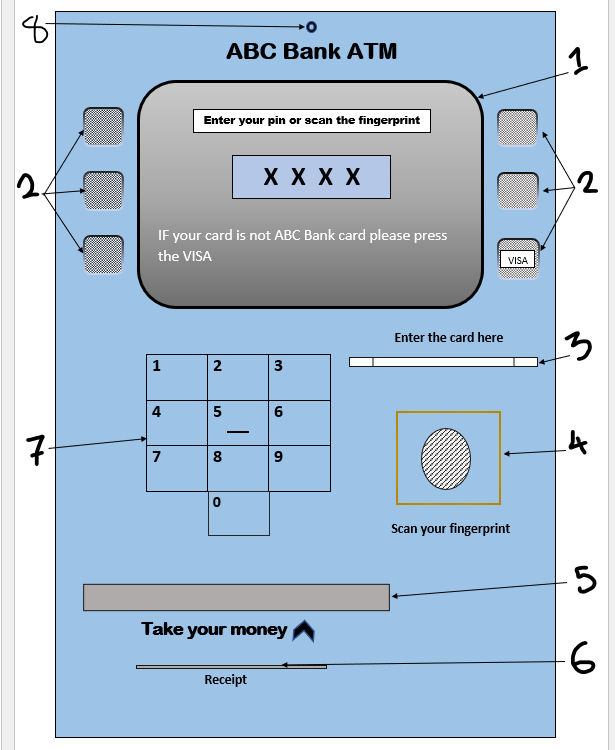 8
ABC Bank ATM
1
Enter your pin or scan the fingerprint
X X X X
2
2
IF your card is not ABC Bank card please press
the VISA
VISA
Enter the card here
3
1 2 3
4 5 6
7 8 9
0
7
4
Scan your fingerprint
5
Take your money
6
Receipt